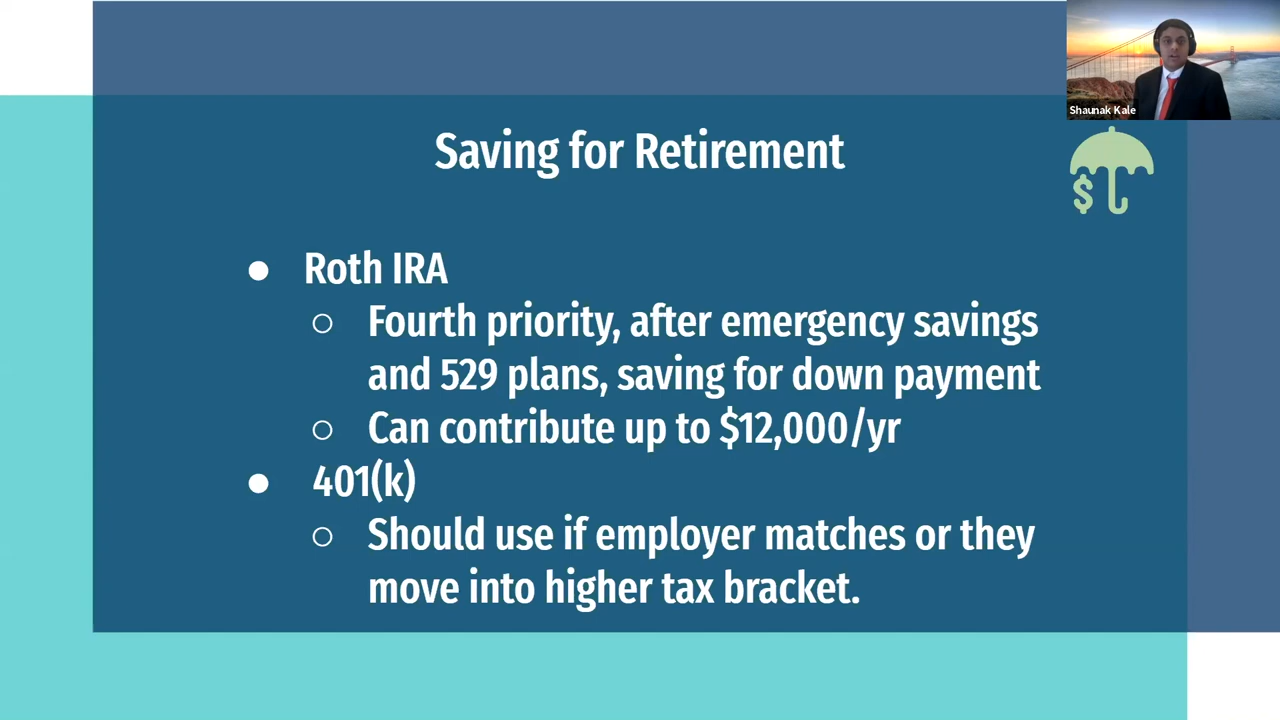 Shaunak Kale
Saving for Retirement
$
● Roth IRA
○ Fourth priority, after emergency savings
and 529 plans, saving for down payment
○ Can contribute up to $12,000/yr
● 401(k)
○ Should use if employer matches or they
move into higher tax bracket.